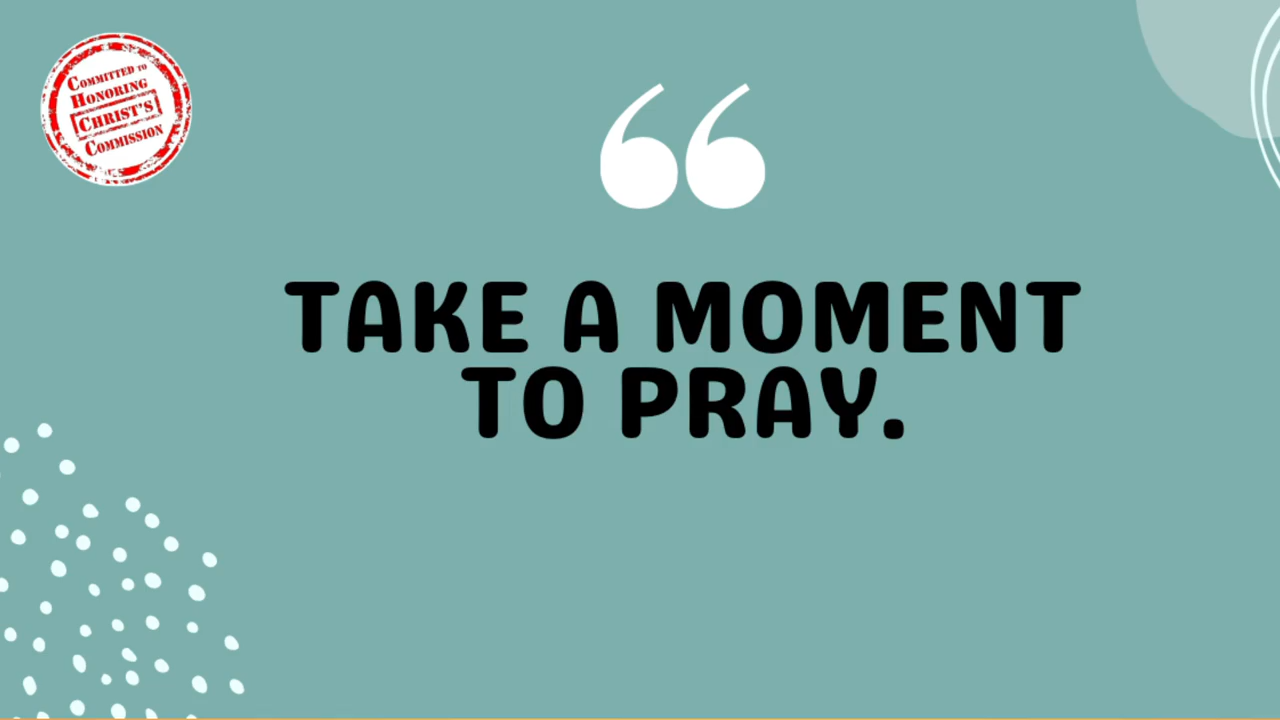 COMMITTED TO
HONORING
CHRIST'S
COMMISSION
TAKE A MOMENT
TO PRAY.